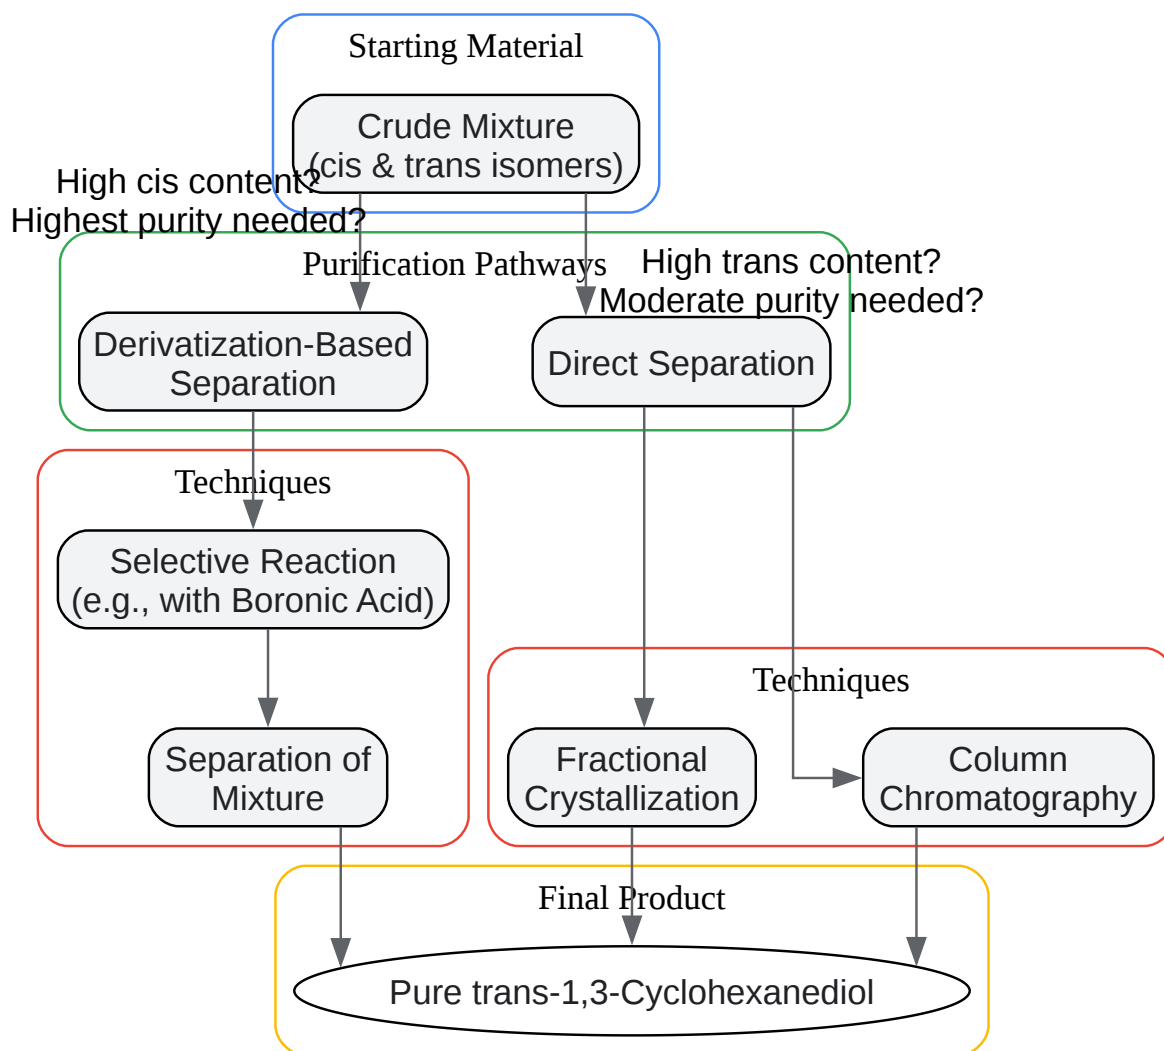 Starting Material
Crude Mixture
(cis & trans isomers)
High cis content?
Highest purity needed?
Purification Pathways
High trans content?
Moderate purity needed?
Derivatization-Based
Separation
Direct Separation
Techniques
Selective Reaction
(e.g., with Boronic Acid)
Separation of
Mixture
Techniques
Fractional
Crystallization
Column
Chromatography
Final Product
Pure trans-1,3-Cyclohexanediol